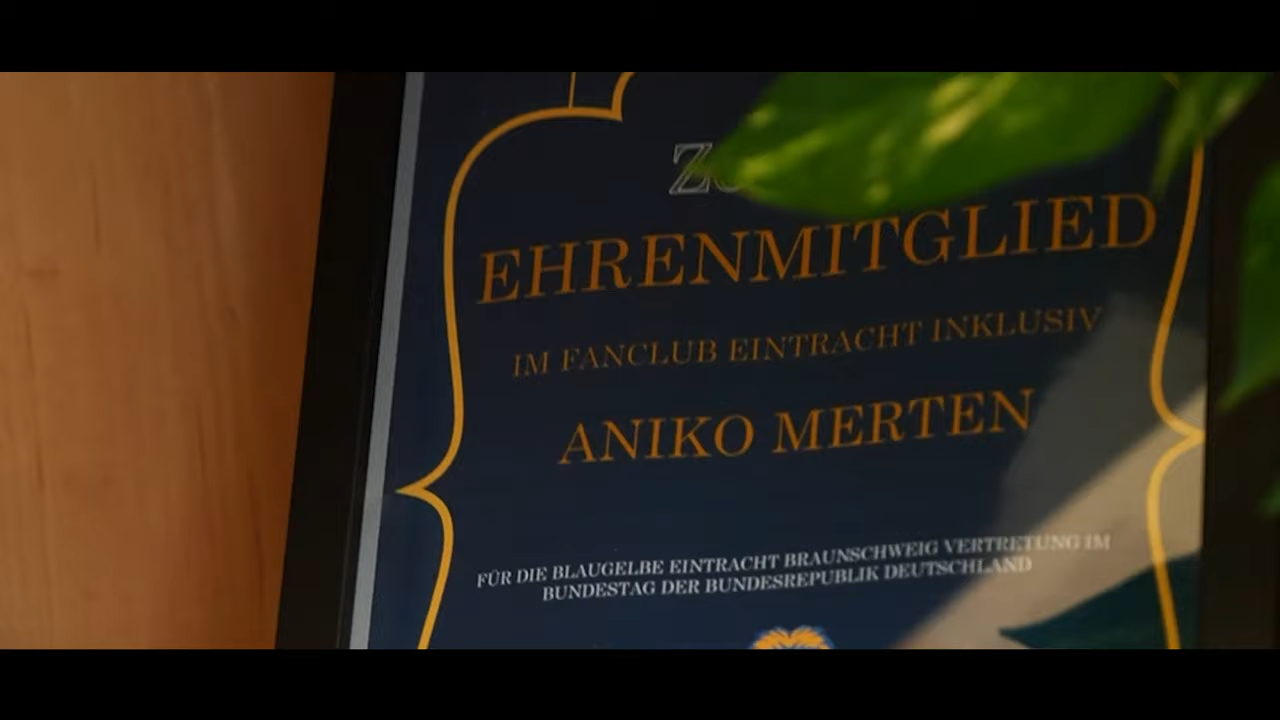 EHRENMITGLIED
IM FANCLUB EINTRACHT INKLUSIV
ANIKO MERTEN
FÜR DIE BLAUGELBE EINTRACHT BRAUNSCHWEIG VERTRETUNG IM
BUNDESTAG DER BUNDESREPUBLIK DEUTSCHLAND